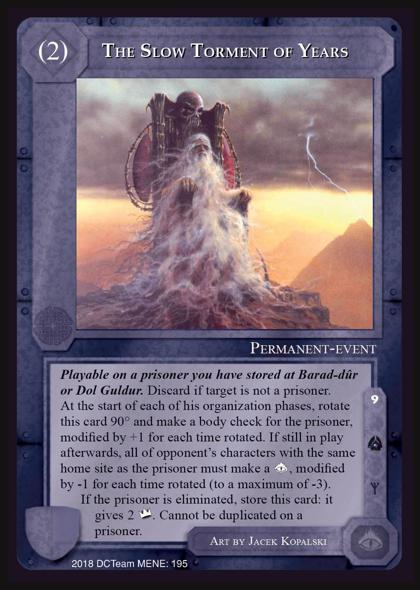 (2)
The Slow Torment of Years
Permanent-event
Playable on a prisoner you have stored at Barad-dûr
or Dol Guldur. Discard if target is not a prisoner.
At the start of each of his organization phases, rotate
this card 90° and make a body check for the prisoner,
modified by +1 for each time rotated. If still in play
afterwards, all of opponent's characters with the same
home site as the prisoner must make a , modified
by -1 for each time rotated (to a maximum of -3).
If the prisoner is eliminated, store this card: it
gives 2 . Cannot be duplicated on a
prisoner.
9
Art by Jacek Kopalski
2018 DCTeam MENE: 195